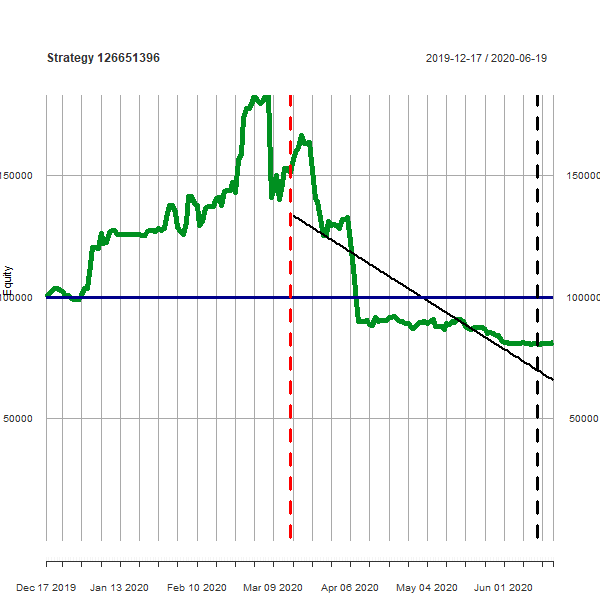 Strategy 126651396
2019-12-17 / 2020-06-19
150000
150000
Equity
100000
100000
50000
50000
Dec 17 2019
Jan 13 2020
Feb 10 2020
Mar 09 2020
Apr 06 2020
May 04 2020
Jun 01 2020